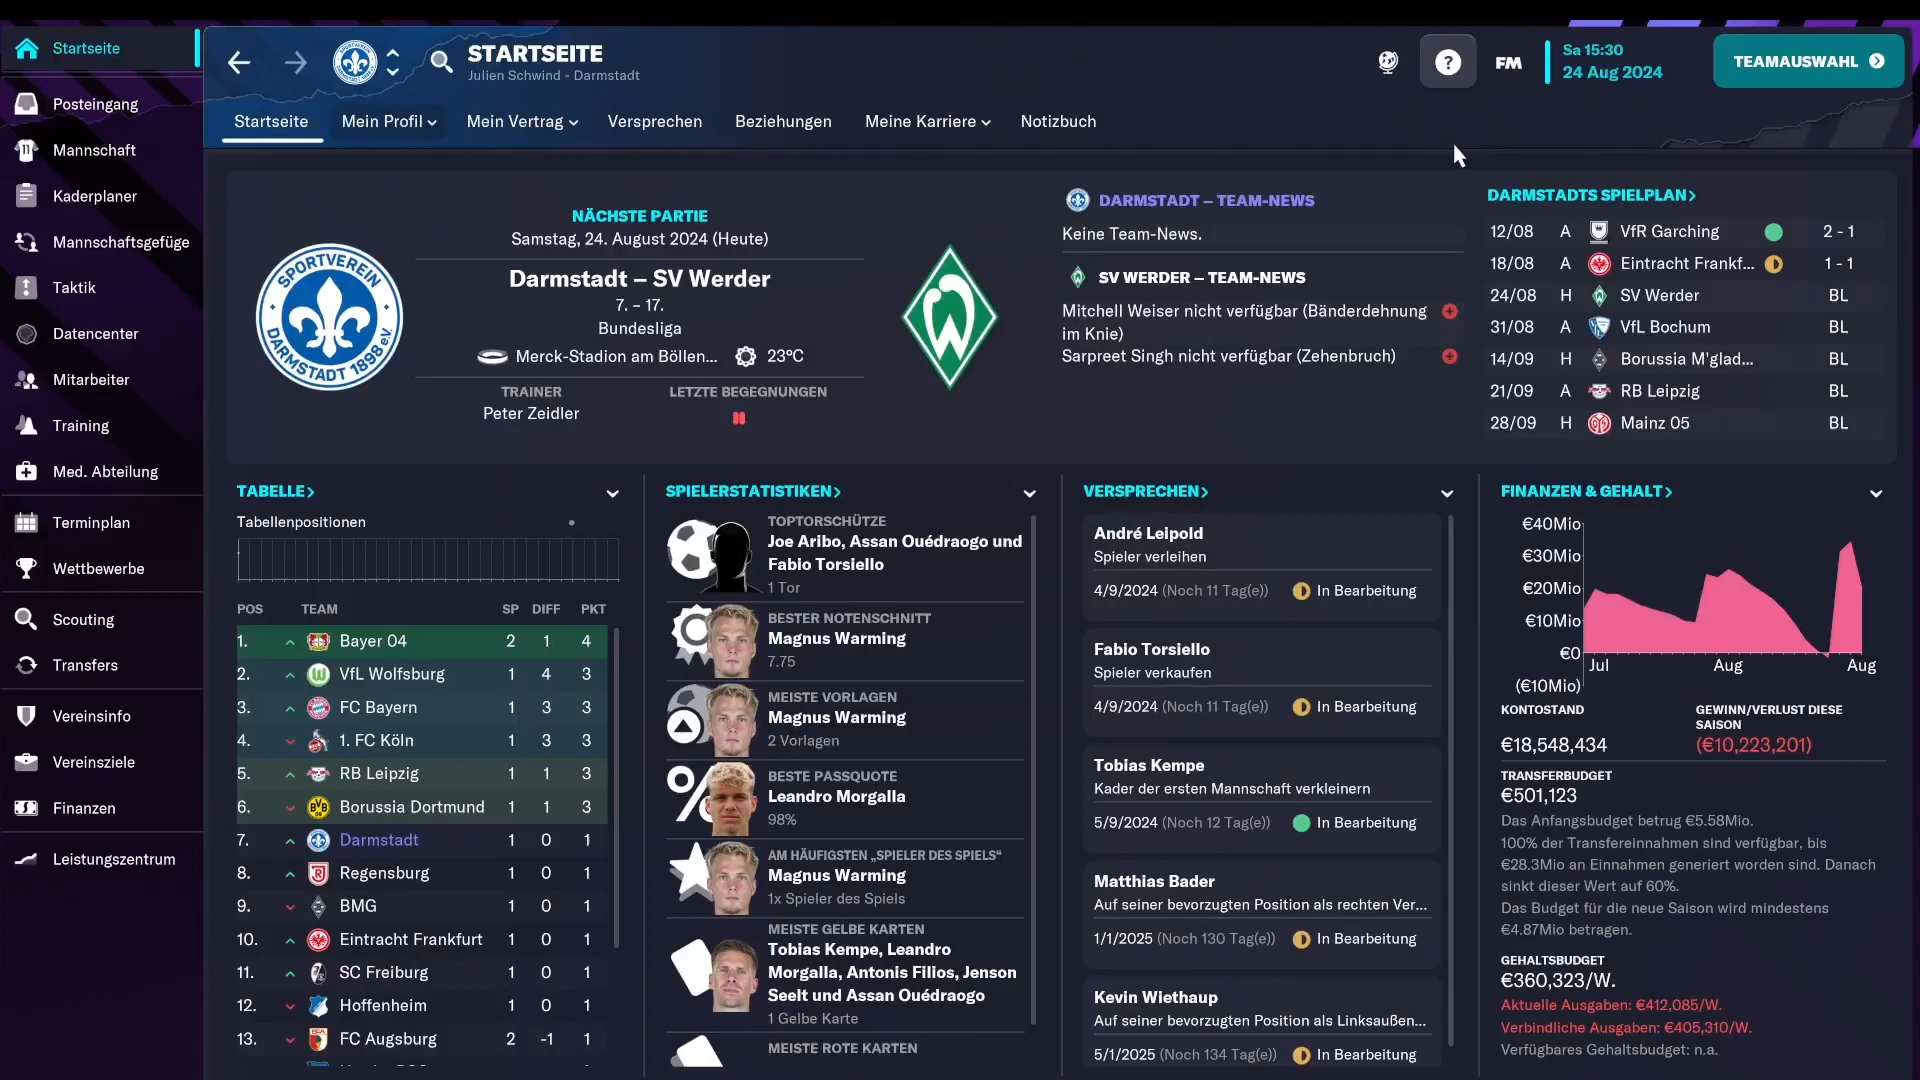 Startseite
Posteingang
Mannschaft
Kaderplaner
Mannschaftsgefüge
Taktik
Datencenter
Mitarbeiter
Training
Med. Abteilung
Terminplan
Wettbewerbe
Scouting
Transfers
Vereinsinfo
Vereinsziele
Finanzen
Leistungszentrum
STARTSEITE
Julien Schwind - Darmstadt
?
FM
Sa 15:30
24 Aug 2024
TEAMAUSWAHL
Startseite Mein Profil Mein Vertrag Versprechen Beziehungen Meine Karriere Notizbuch
SPORTVEREIN
DARMSTADT 1898 e.V.
NÄCHSTE PARTIE
Samstag, 24. August 2024 (Heute)
Darmstadt – SV Werder
7. – 17.
Bundesliga
Merck-Stadion am Böllen... 23°C
TRAINER LETZTE BEGEGNUNGEN
Peter Zeidler
W
DARMSTADT – TEAM-NEWS
Keine Team-News.
SV WERDER – TEAM-NEWS
Mitchell Weiser nicht verfügbar (Bänderdehnung
im Knie)
Sarpreet Singh nicht verfügbar (Zehenbruch)
DARMSTADTS SPIELPLAN
12/08 A VfR Garching 2 - 1
18/08 A Eintracht Frankf... 1 - 1
24/08 H SV Werder BL
31/08 A VfL Bochum BL
14/09 H Borussia M'glad... BL
21/09 A RB Leipzig BL
28/09 H Mainz 05 BL
TABELLE
Tabellenpositionen
POS TEAM SP DIFF PKT
1. Bayer 04 2 1 4
2. VfL Wolfsburg 1 4 3
3. FC Bayern 1 3 3
4. 1. FC Köln 1 3 3
5. RB Leipzig 1 1 3
6. Borussia Dortmund 1 1 3
7. Darmstadt 1 0 1
8. Regensburg 1 0 1
9. BMG 1 0 1
10. Eintracht Frankfurt 1 0 1
11. SC Freiburg 1 0 1
12. Hoffenheim 1 0 1
13. FC Augsburg 2 -1 1
SPIELERSTATISTIKEN
TOPTORSCHÜTZE
Joe Aribo, Assan Ouédraogo und
Fabio Torsiello
1 Tor
BESTER NOTENSCHNITT
Magnus Warming
7.75
MEISTE VORLAGEN
Magnus Warming
2 Vorlagen
%
BESTE PASSQUOTE
Leandro Morgalla
98%
AM HÄUFIGSTEN „SPIELER DES SPIELS“
Magnus Warming
1x Spieler des Spiels
MEISTE GELBE KARTEN
Tobias Kempe, Leandro
Morgalla, Antonis Filios, Jenson
Seelt und Assan Ouédraogo
1 Gelbe Karte
MEISTE ROTE KARTEN
VERSPRECHEN
André Leipold
Spieler verleihen
4/9/2024 (Noch 11 Tag(e)) In Bearbeitung
Fabio Torsiello
Spieler verkaufen
4/9/2024 (Noch 11 Tag(e)) In Bearbeitung
Tobias Kempe
Kader der ersten Mannschaft verkleinern
5/9/2024 (Noch 12 Tag(e)) In Bearbeitung
Matthias Bader
Auf seiner bevorzugten Position als rechten Ver...
1/1/2025 (Noch 130 Tag(e)) In Bearbeitung
Kevin Wiethaup
Auf seiner bevorzugten Position als Linksaußen...
5/1/2025 (Noch 134 Tag(e)) In Bearbeitung
FINANZEN & GEHALT
€40Mio
€30Mio
€20Mio
€10Mio
€0
(€10Mio)
Jul Aug Aug
KONTOSTAND
€18,548,434
GEWINN/VERLUST DIESE
SAISON
(€10,223,201)
TRANSFERBUDGET
€501,123
Das Anfangsbudget betrug €5.58Mio.
100% der Transfereinnahmen sind verfügbar, bis
€28.3Mio an Einnahmen generiert worden sind. Danach
sinkt dieser Wert auf 60%.
Das Budget für die neue Saison wird mindestens
€4.87Mio betragen.
GEHALTSBUDGET
€360,323/W.
Aktuelle Ausgaben: €412,085/W.
Verbindliche Ausgaben: €405,310/W.
Verfügbares Gehaltsbudget: n.a.